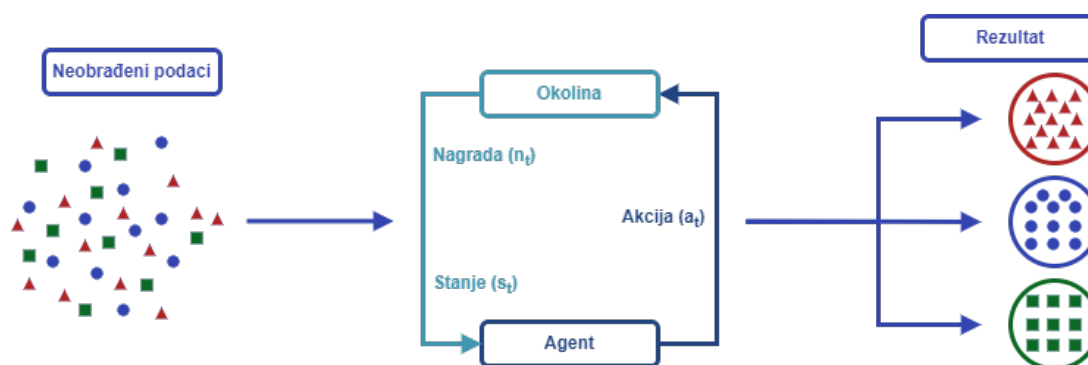 Neobrađeni podaci
Okolina
Nagrada (nₜ)
Akcija (aₜ)
Stanje (sₜ)
Agent
Rezultat